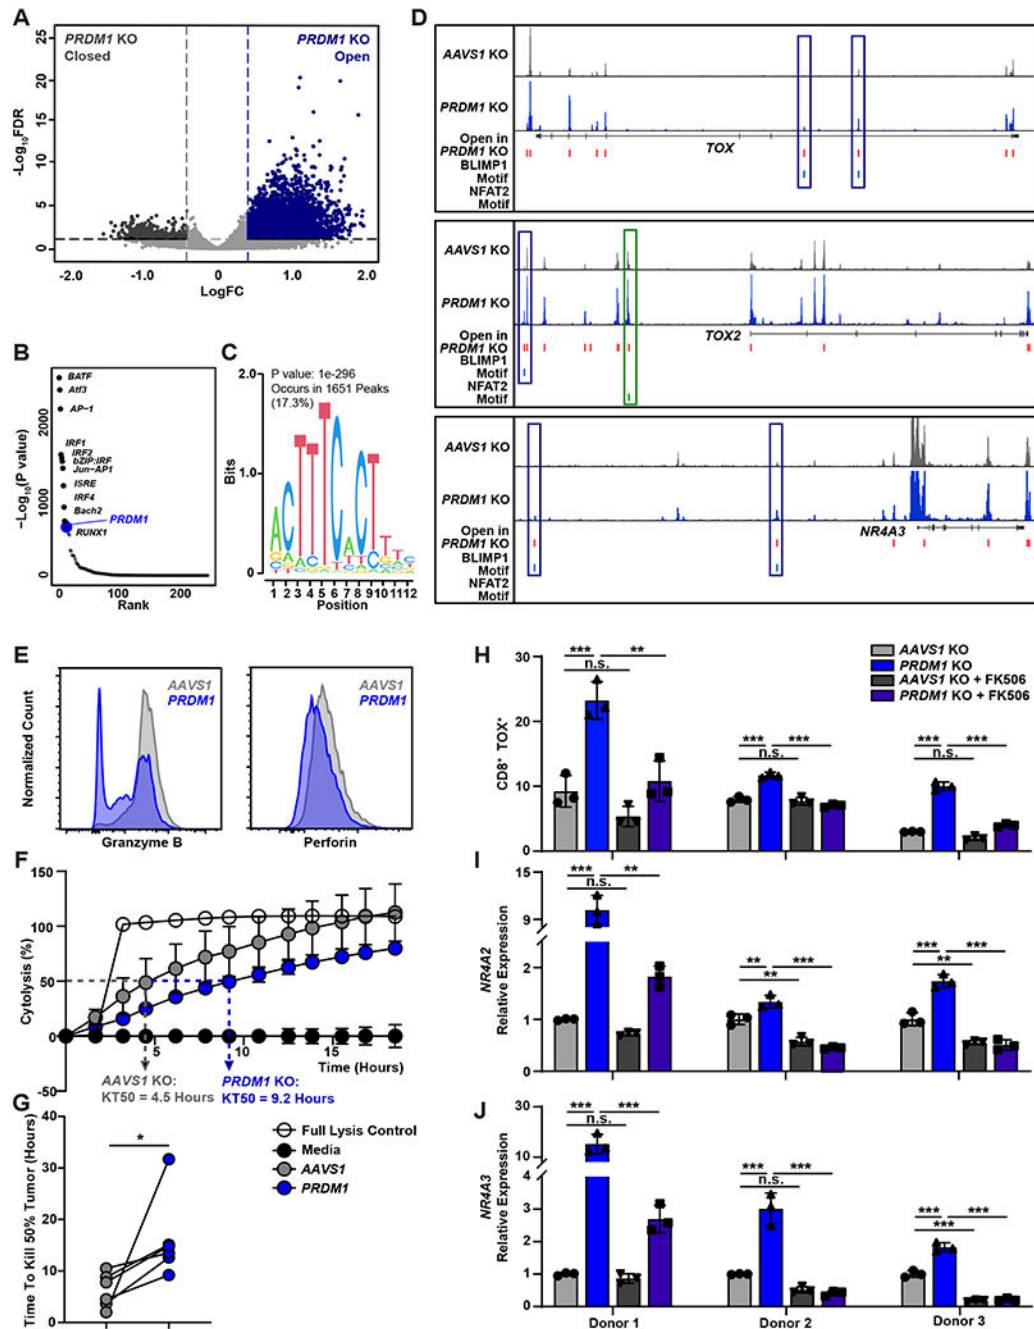 A
25
20
15
10
5
0
-Log10FDR
PRDM1 KO
Closed
PRDM1 KO
Open
-2.0 -1.0 0 1.0 2.0
LogFC
B
2000
1000
0
−Log10(P value)
BATF
Atf3
AP−1
IRF1
IRF2
bZIP:IRF
Jun-AP1
ISRE
IRF4
Bach2
PRDM1
RUNX1
0 100 200
Rank
C
2.0
1.0
0.0
Bits
P value: 1e-296
Occurs in 1651 Peaks
(17.3%)
1 2 3 4 5 6 7 8 9 10 11 12
Position
D
AAVS1 KO
PRDM1 KO
Open in
PRDM1 KO
BLIMP1
Motif
NFAT2
Motif
TOX
AAVS1 KO
PRDM1 KO
Open in
PRDM1 KO
BLIMP1
Motif
NFAT2
Motif
TOX2
AAVS1 KO
PRDM1 KO
Open in
PRDM1 KO
BLIMP1
Motif
NFAT2
Motif
NR4A3
E
Normalized Count
AAVS1
PRDM1
Granzyme B
AAVS1
PRDM1
Perforin
F
150
100
50
0
-50
Cytolysis (%)
5 10 15
Time (Hours)
AAVS1 KO:
KT50 = 4.5 Hours
PRDM1 KO:
KT50 = 9.2 Hours
G
40
30
20
10
0
Time To Kill 50% Tumor (Hours)
*
Full Lysis Control
Media
AAVS1
PRDM1
H
30
20
10
0
CD8+ TOX+
*** **
n.s.
*** ***
n.s.
*** ***
n.s.
AAVS1 KO
PRDM1 KO
AAVS1 KO + FK506
PRDM1 KO + FK506
I
15
9
2
1
0
NR4A2
Relative Expression
*** **
n.s.
** ***
**
*** ***
**
J
30
10
4
3
2
1
0
NR4A3
Relative Expression
*** ***
n.s.
*** ***
n.s.
*** ***
***
Donor 1 Donor 2 Donor 3